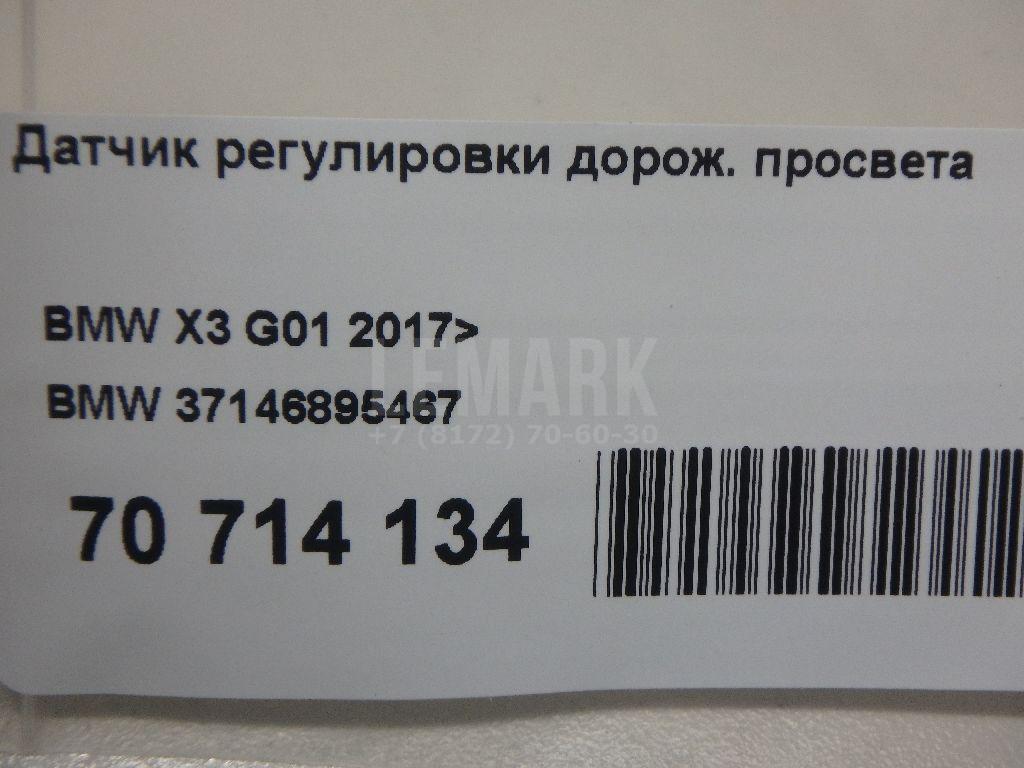 Датчик регулировки дорож. просвета
BMW X3 G01 2017>
LEMARK
BMW 37146895467
+7 (8172) 70-60-30
70 714 134